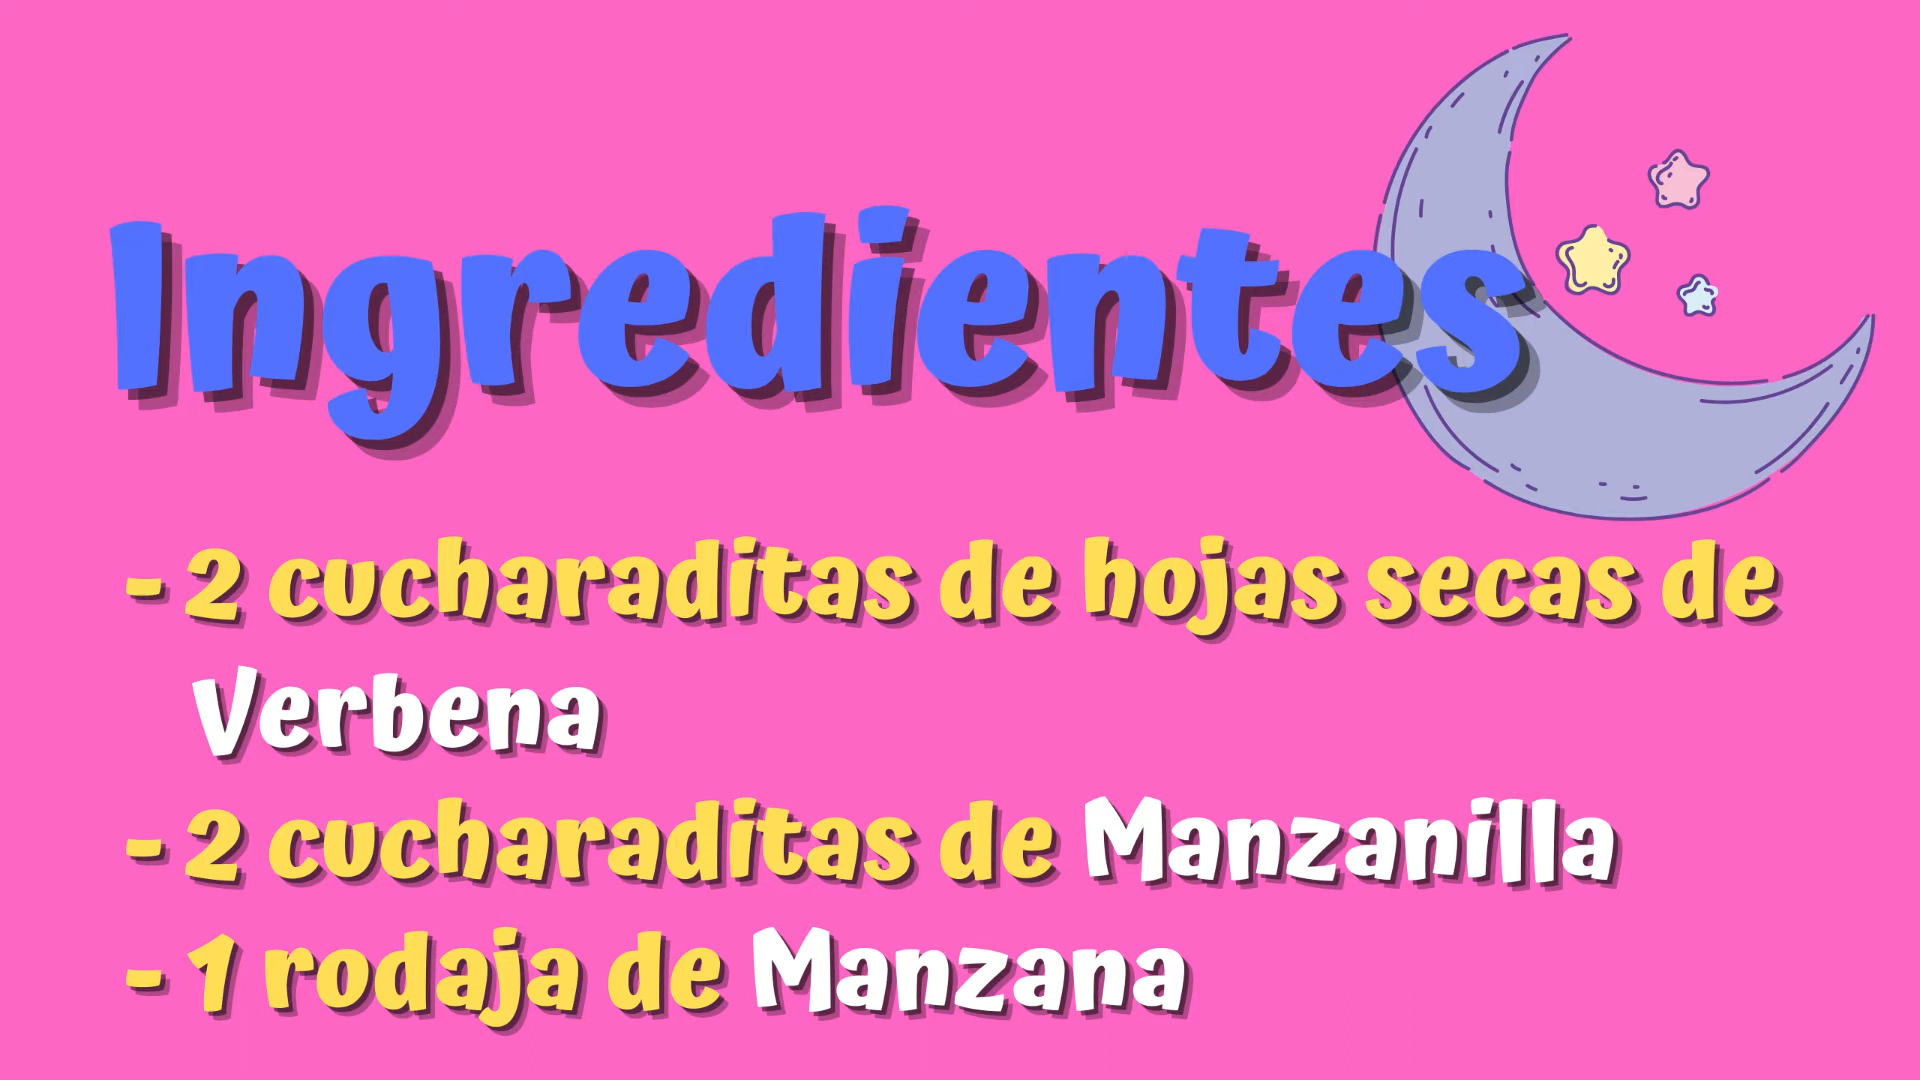 Ingredientes
- 2 cucharaditas de hojas secas de
Verbena
- 2 cucharaditas de Manzanilla
- 1 rodaja de Manzana